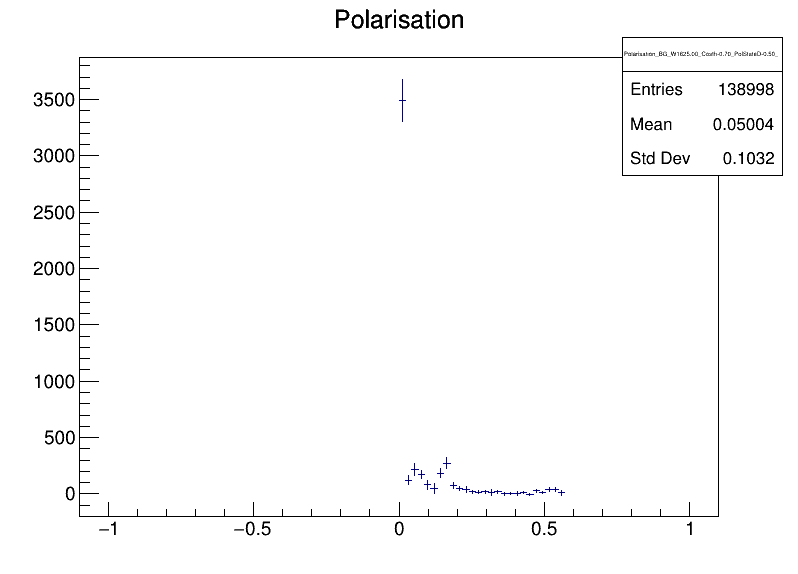 Polarisation
Polarisation_BG_W1625.00_Costh-0.70_PolStateD-0.50_
Entries 138998
Mean 0.05004
Std Dev 0.1032
3500
3000
2500
2000
1500
1000
500
0
−1 −0.5 0 0.5 1